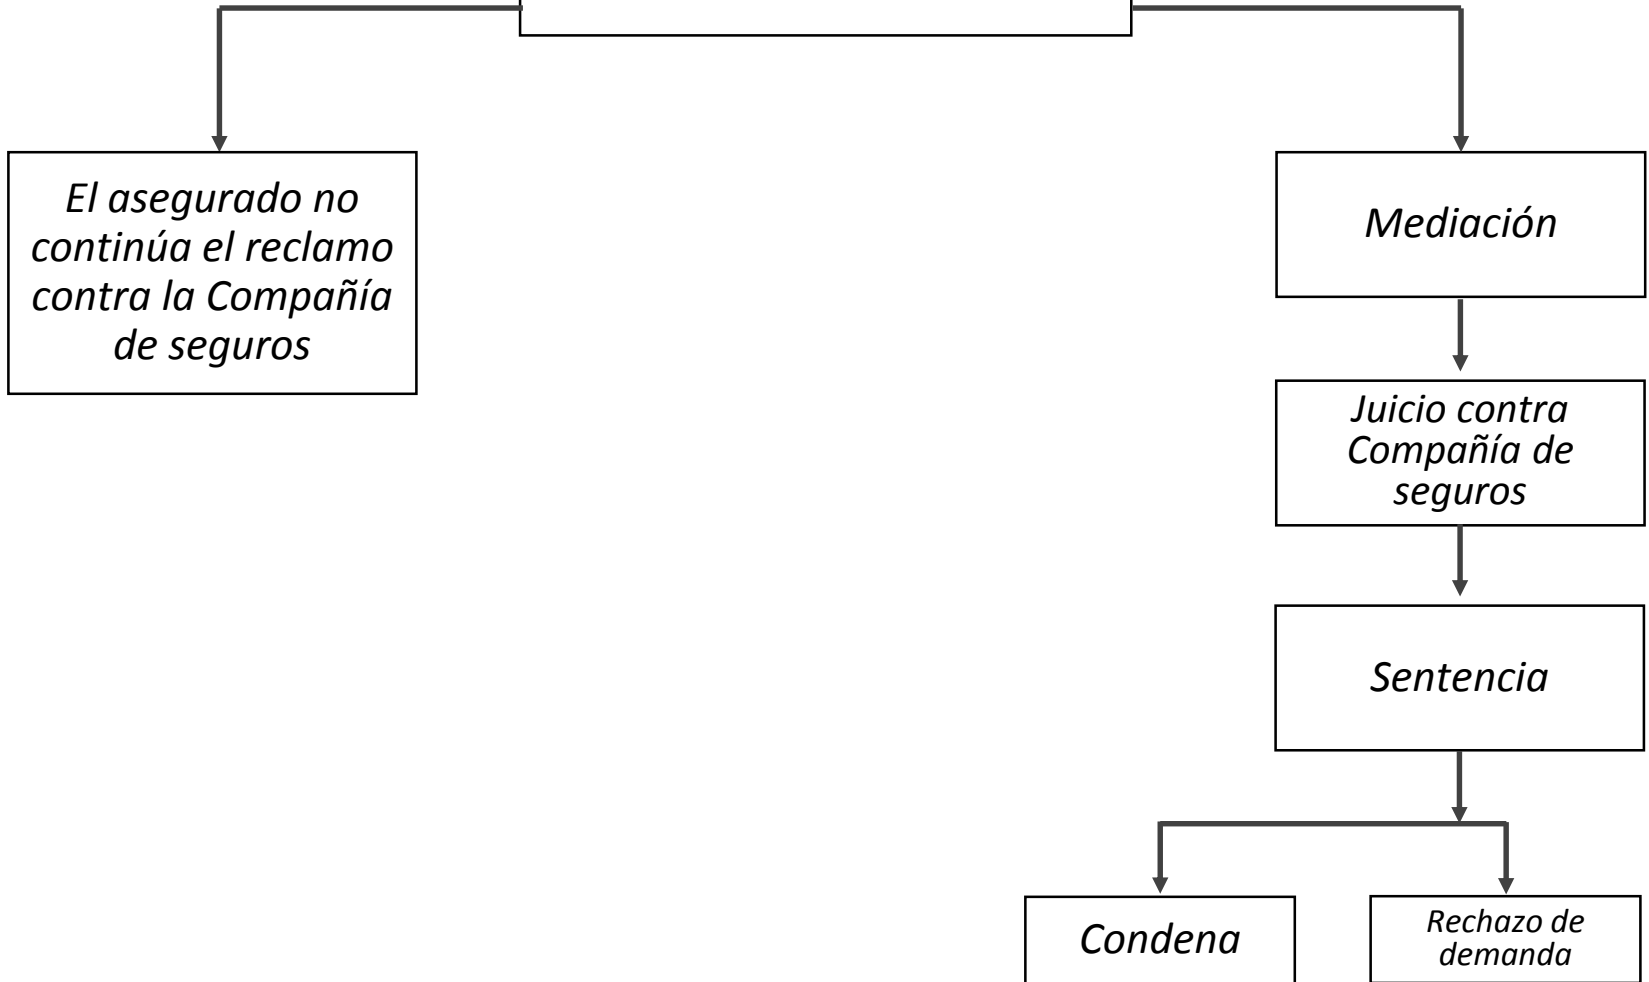 El asegurado no
continúa el reclamo
contra la Compañía
de seguros
Mediación
Juicio contra
Compañía de
seguros
Sentencia
Condena
Rechazo de
demanda